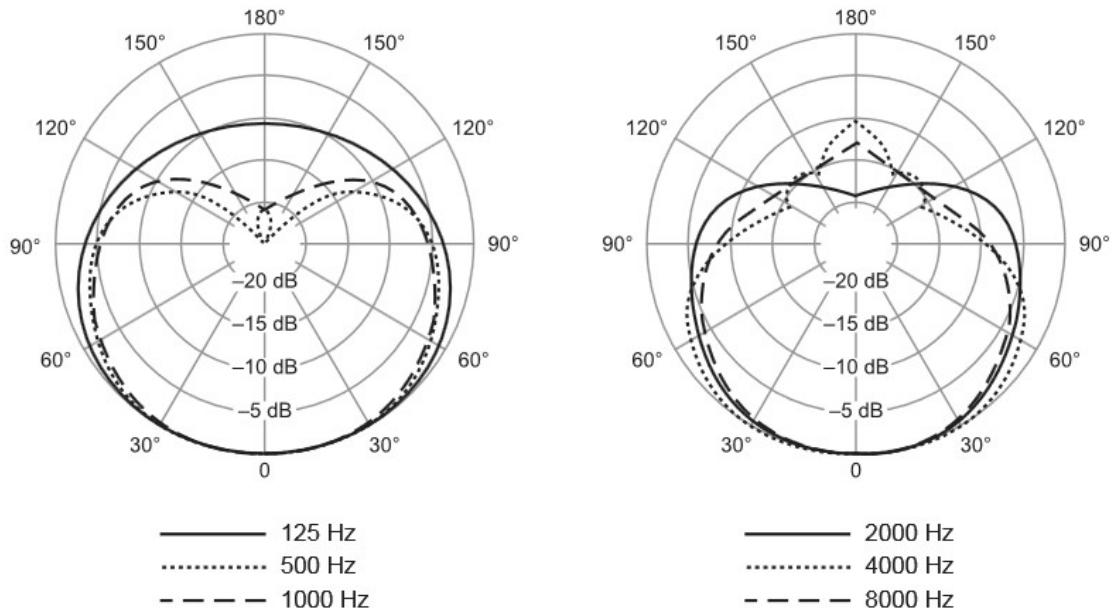 180°
150° 150°
120° 120°
90° 90°
–20 dB
–15 dB
60° 60°
–10 dB
–5 dB
30° 30°
0
125 Hz
500 Hz
1000 Hz
180°
150° 150°
120° 120°
90° 90°
–20 dB
–15 dB
60° 60°
–10 dB
–5 dB
30° 30°
0
2000 Hz
4000 Hz
8000 Hz